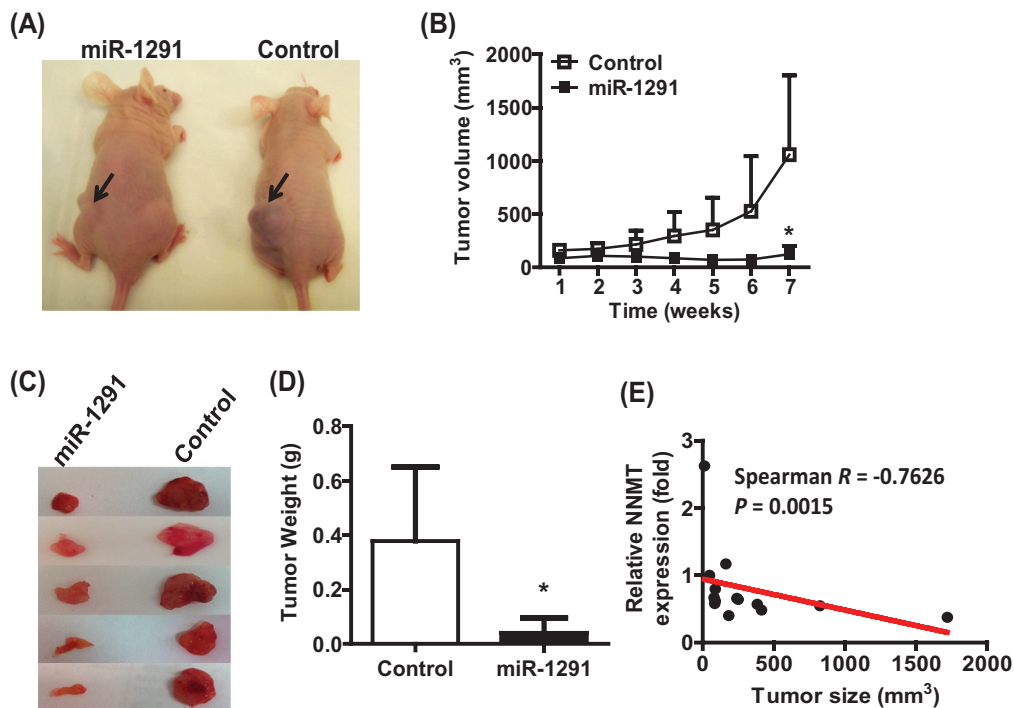 (A)
miR-1291 Control
(B)
Tumor volume (mm³)
2000
1500
1000
500
0
Control
miR-1291
*
1 2 3 4 5 6 7
Time (weeks)
(C)
miR-1291
Control
(D)
Tumor Weight (g)
0.8
0.6
0.4
0.2
0.0
*
Control miR-1291
(E)
Relative NNMT
expression (fold)
3
2
1
0
Spearman R = -0.7626
P = 0.0015
0 500 1000 1500 2000
Tumor size (mm³)